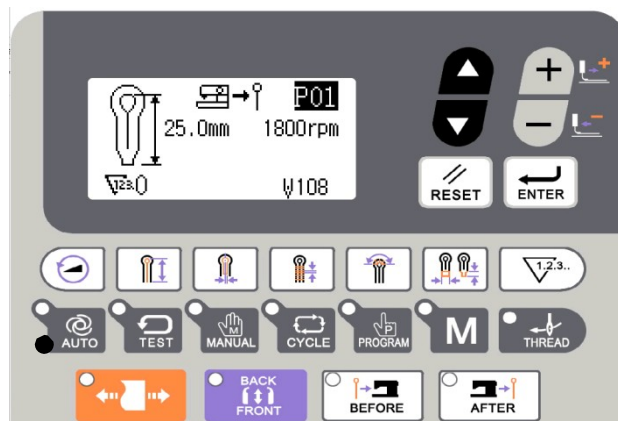 P01
25.0mm 1800rpm
123 0 V108
+
−
RESET ENTER
1.2.3..
AUTO TEST MANUAL CYCLE PROGRAM M THREAD
M
P
BACK
FRONT
BEFORE AFTER